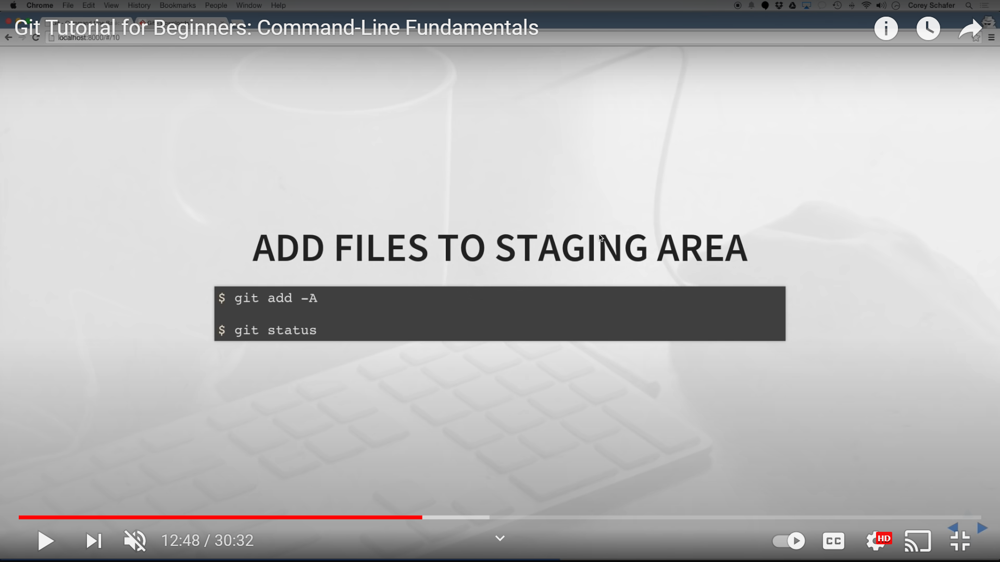 Chrome File Edit View History Bookmarks People Window Help Corey Schafer
Git Tutorial for Beginners: Command-Line Fundamentals
localhost:8000/#/10
ADD FILES TO STAGING AREA
$ git add -A
$ git status
12:48 / 30:32
CC
HD